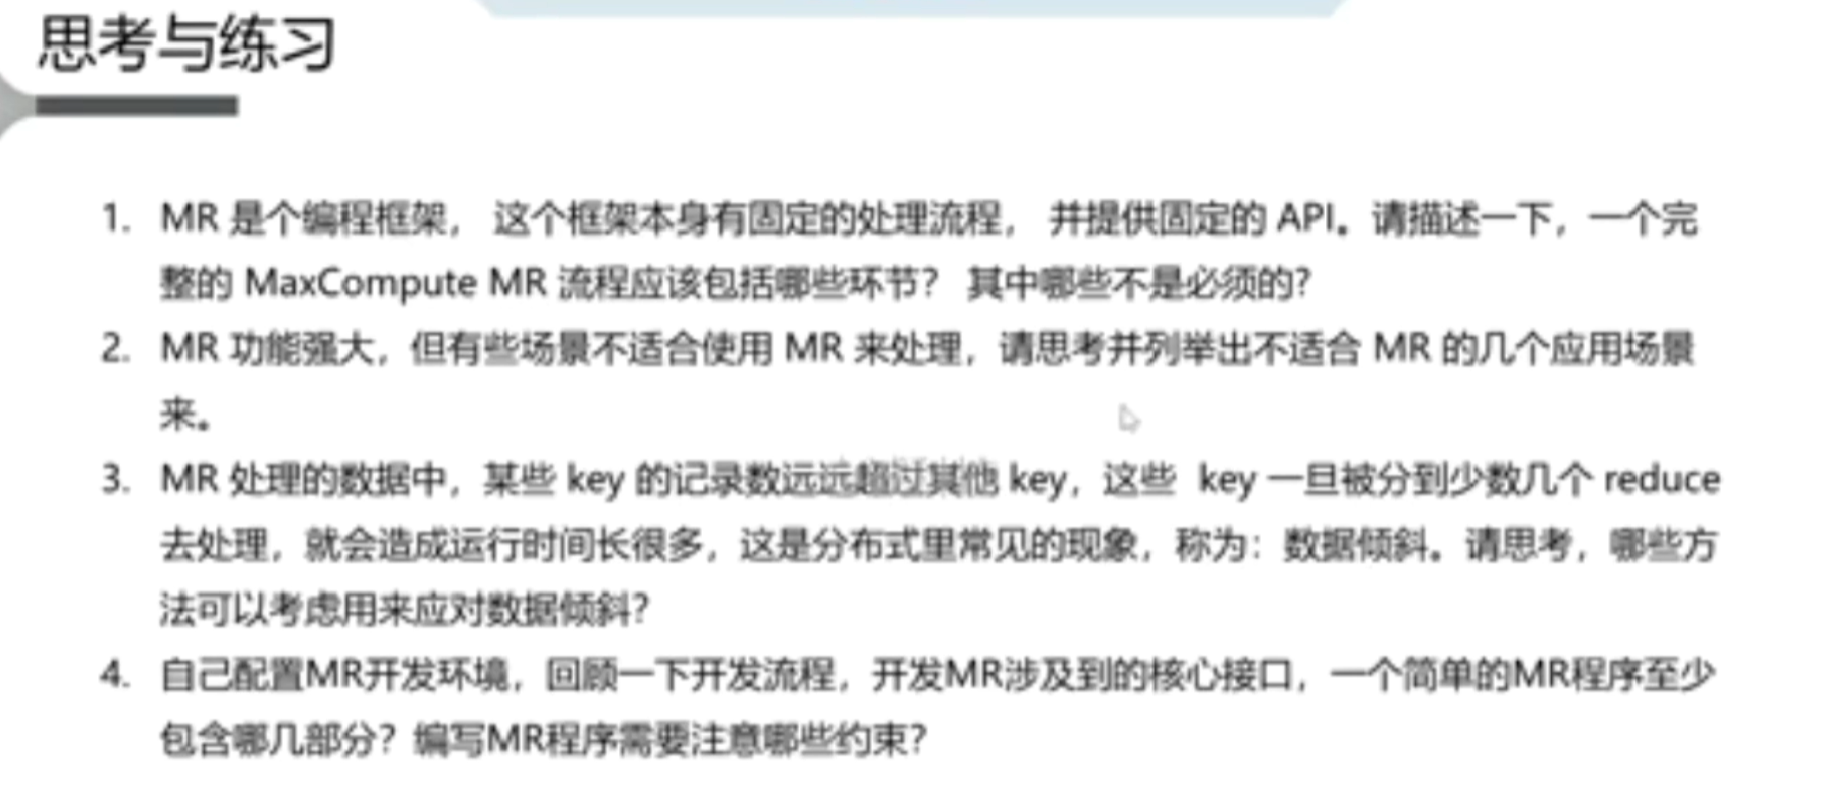 思考与练习
1. MR 是个编程框架， 这个框架本身有固定的处理流程， 并提供固定的 API。请描述一下，一个完
整的 MaxCompute MR 流程应该包括哪些环节？ 其中哪些不是必须的？
2. MR 功能强大，但有些场景不适合使用 MR 来处理，请思考并列举出不适合 MR 的几个应用场景
来。
3. MR 处理的数据中，某些 key 的记录数远远超过其他 key，这些 key 一旦被分到少数几个 reduce
去处理，就会造成运行时间长很多，这是分布式里常见的现象，称为：数据倾斜。请思考，哪些方
法可以考虑用来应对数据倾斜？
4. 自己配置MR开发环境，回顾一下开发流程，开发MR涉及到的核心接口，一个简单的MR程序至少
包含哪几部分？编写MR程序需要注意哪些约束？